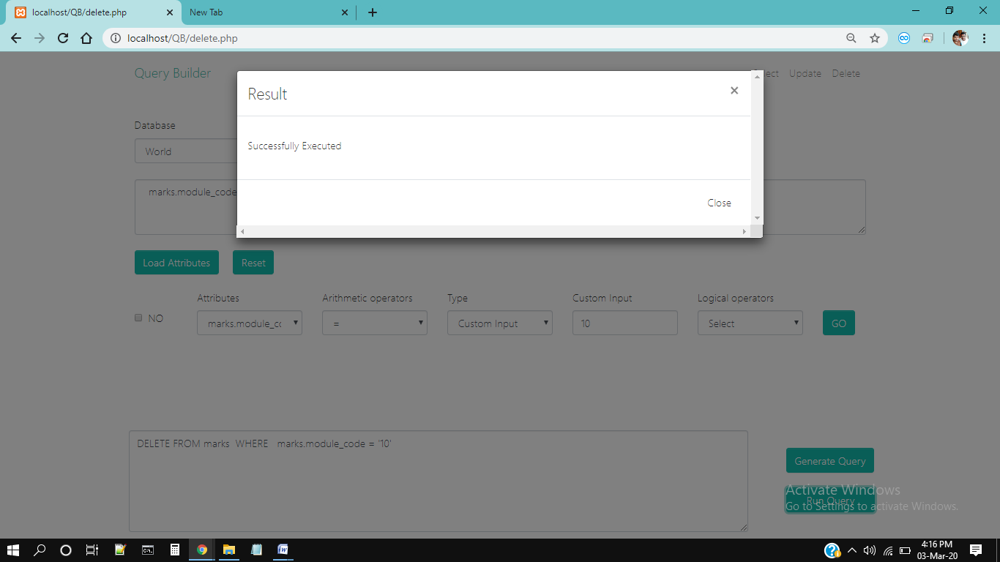 localhost/QB/delete.php
New Tab
localhost/QB/delete.php
Query Builder
Update
Delete
Result
Successfully Executed
Close
Database
World
marks.module_code
Load Attributes
Reset
Attributes
Arithmetic operators
Type
Custom Input
Logical operators
NO
marks.module_cc
=
Custom Input
10
Select
GO
DELETE FROM marks WHERE marks.module_code = '10'
Generate Query
Run Query
Activate Windows
Go to Settings to activate Windows.
4:16 PM
03-Mar-20